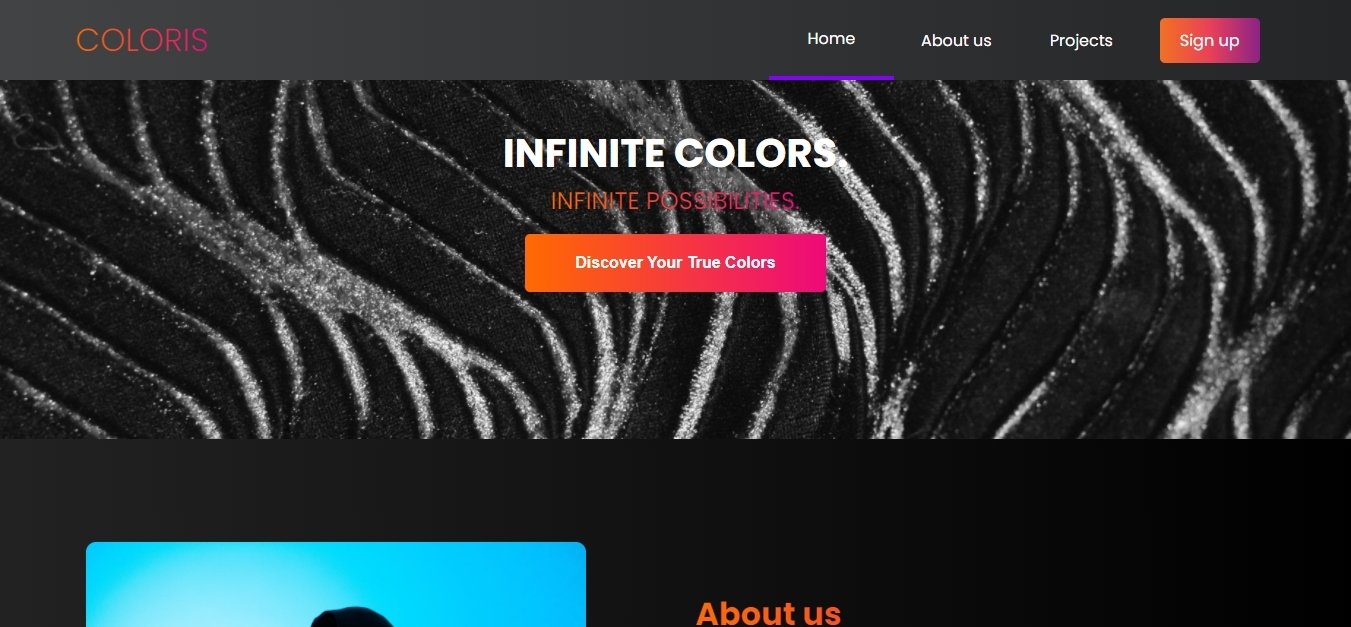 COLORIS
Home About us Projects Sign up
INFINITE COLORS.
INFINITE POSSIBILITIES.
Discover Your True Colors
About us